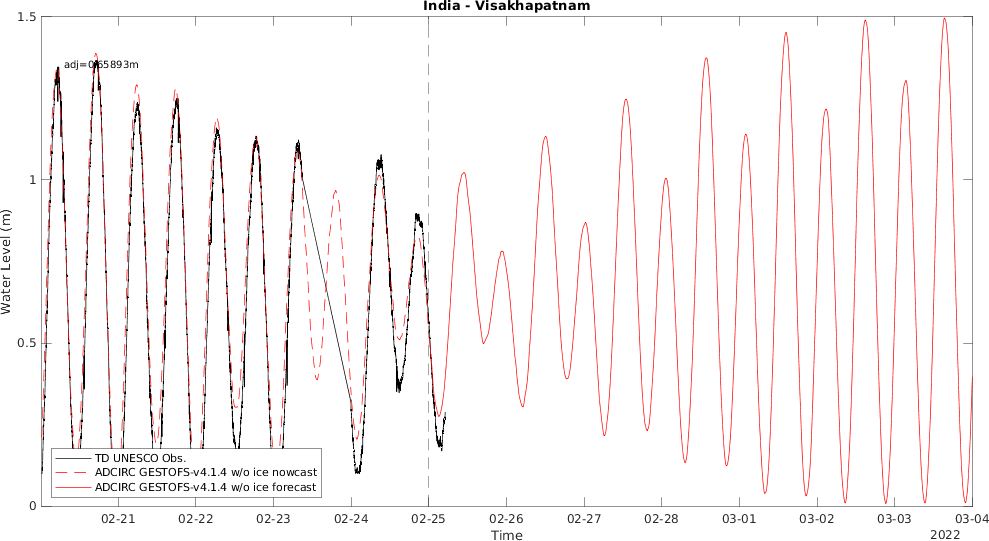 India - Visakhapatnam
1.5
adj=0.65893m
1
Water Level (m)
0.5
TD UNESCO Obs.
ADCIRC GESTOFS-v4.1.4 w/o ice nowcast
ADCIRC GESTOFS-v4.1.4 w/o ice forecast
0
02-21 02-22 02-23 02-24 02-25 02-26 02-27 02-28 03-01 03-02 03-03 03-04
Time
2022